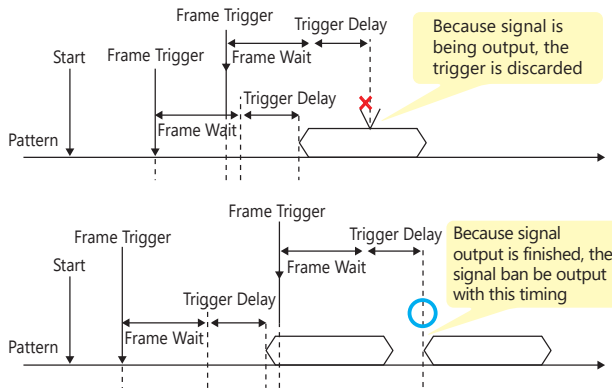 Frame Trigger
Trigger Delay
Because signal is
being output, the
trigger is discarded
Start
Frame Trigger
Frame Wait
Trigger Delay
Frame Wait
Pattern
Frame Trigger
Trigger Delay
Because signal
output is finished, the
signal ban be output
with this timing
Frame Trigger
Start
Frame Wait
Trigger Delay
Frame Wait
Pattern